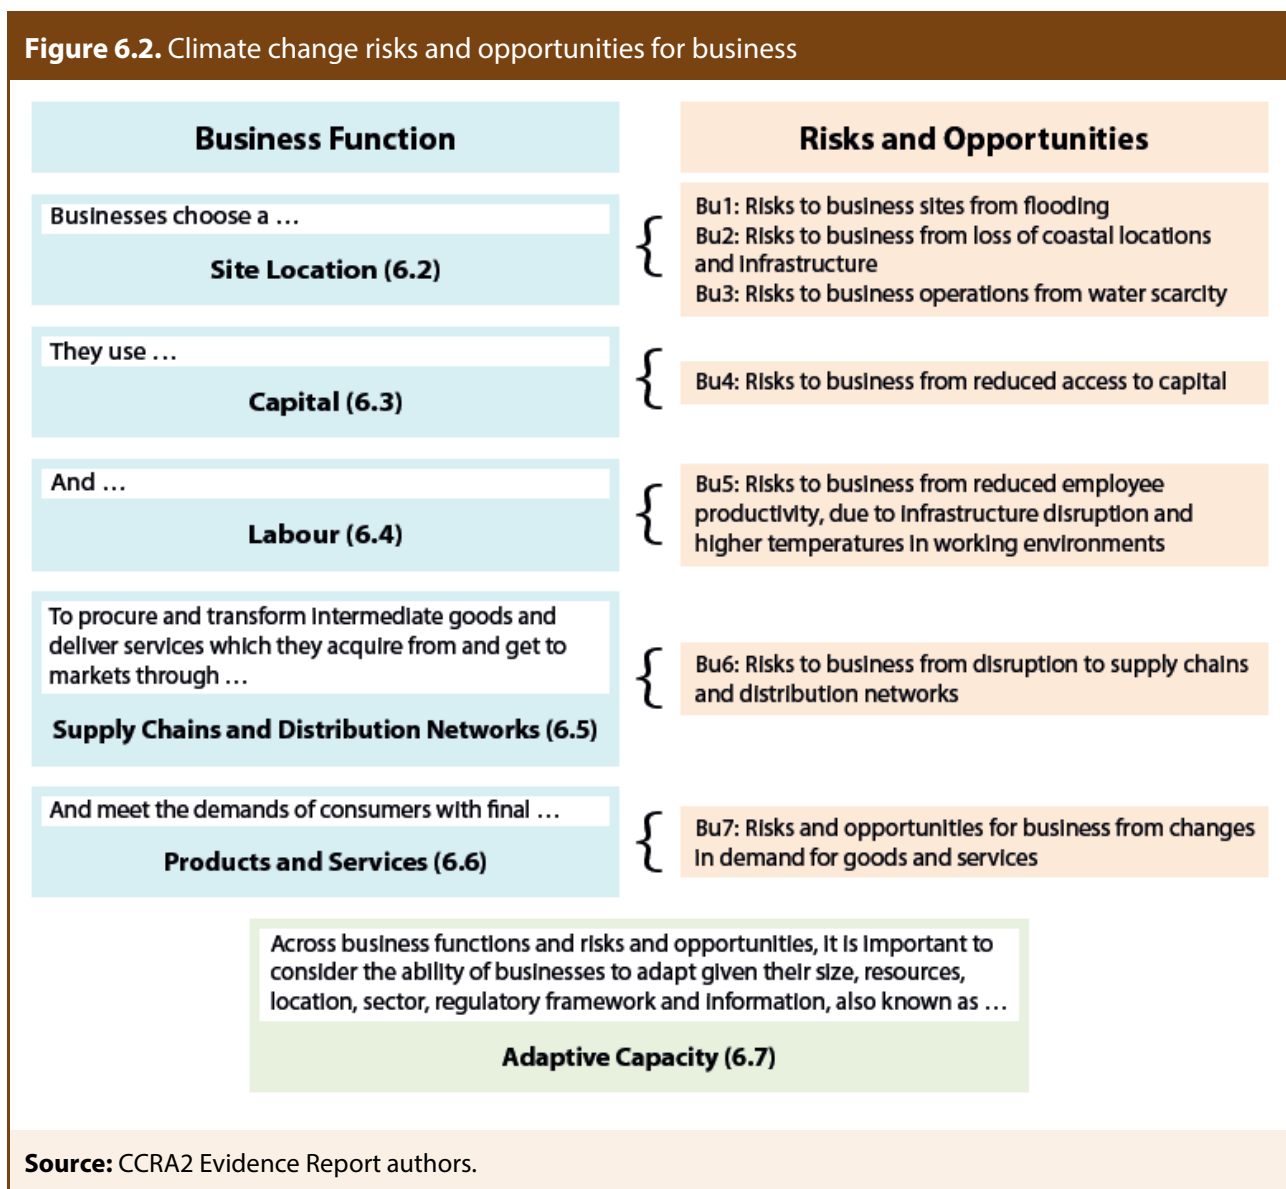 Figure 6.2. Climate change risks and opportunities for business
Business Function
Risks and Opportunities
Businesses choose a …
Site Location (6.2)
{
Bu1: Risks to business sites from flooding
Bu2: Risks to business from loss of coastal locations
and infrastructure
Bu3: Risks to business operations from water scarcity
They use …
Capital (6.3)
{
Bu4: Risks to business from reduced access to capital
And …
Labour (6.4)
{
Bu5: Risks to business from reduced employee
productivity, due to infrastructure disruption and
higher temperatures in working environments
To procure and transform intermediate goods and
deliver services which they acquire from and get to
markets through …
Supply Chains and Distribution Networks (6.5)
{
Bu6: Risks to business from disruption to supply chains
and distribution networks
And meet the demands of consumers with final …
Products and Services (6.6)
{
Bu7: Risks and opportunities for business from changes
in demand for goods and services
Across business functions and risks and opportunities, it is important to
consider the ability of businesses to adapt given their size, resources,
location, sector, regulatory framework and information, also known as …
Adaptive Capacity (6.7)
Source: CCRA2 Evidence Report authors.